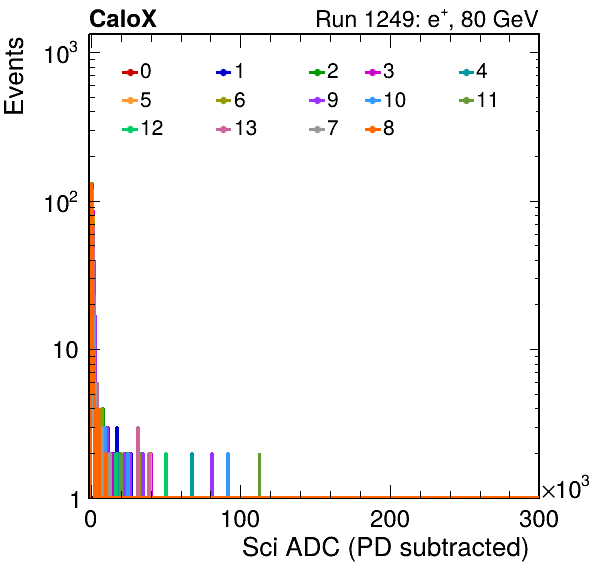 CaloX Run 1249: e⁺, 80 GeV
Events
10³
10²
10
1
0 1 2 3 4
5 6 9 10 11
12 13 7 8
0 100 200 300
×10³
Sci ADC (PD subtracted)